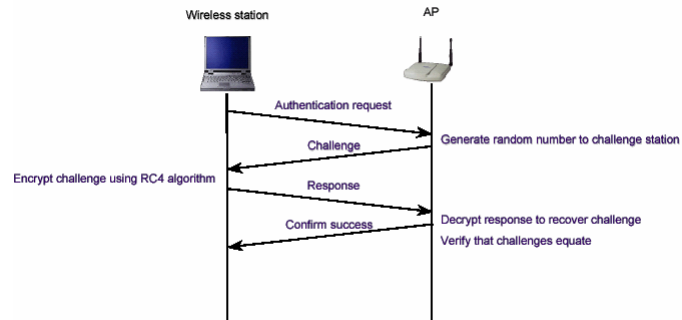 Wireless station
AP
Authentication request
Generate random number to challenge station
Challenge
Encrypt challenge using RC4 algorithm
Response
Decrypt response to recover challenge
Confirm success
Verify that challenges equate